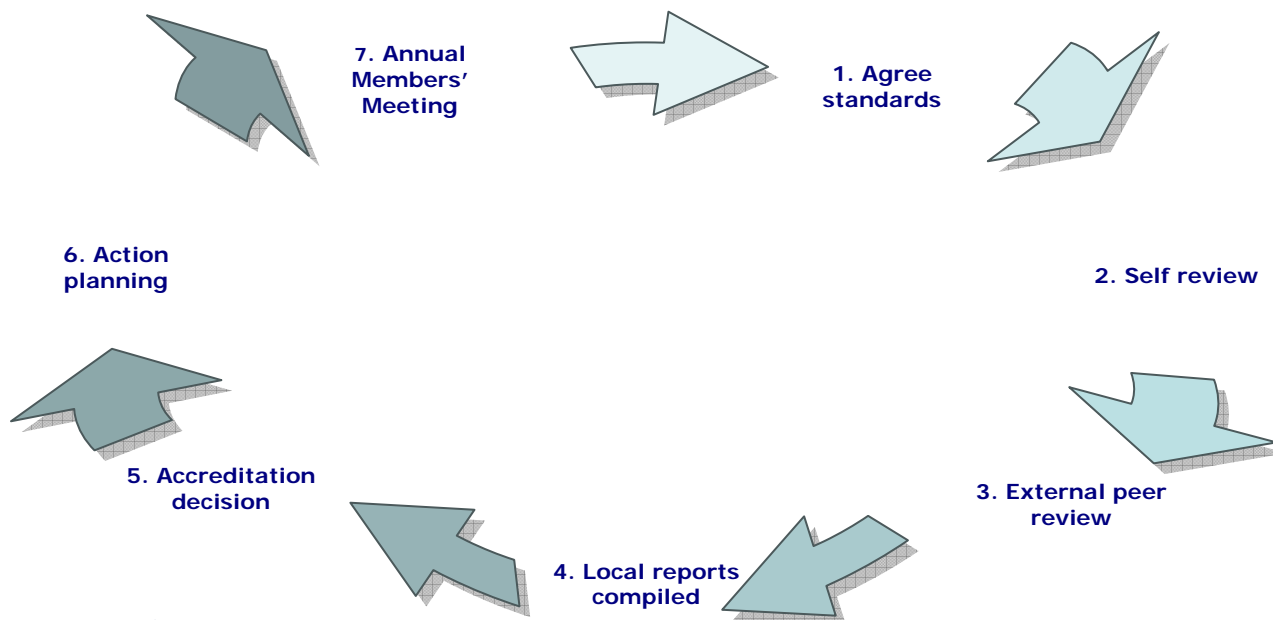 7. Annual
Members'
Meeting
1. Agree
standards
6. Action
planning
2. Self review
5. Accreditation
decision
3. External peer
review
4. Local reports
compiled